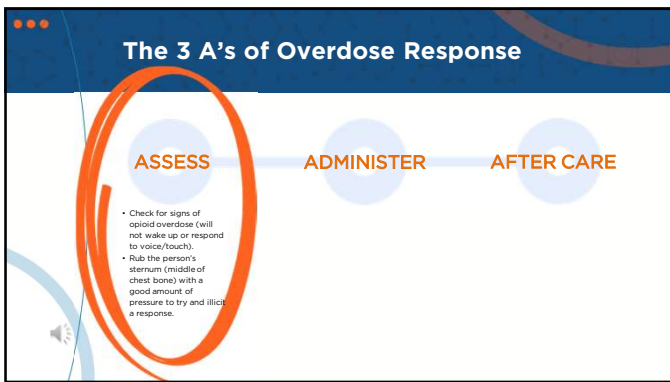 The 3 A's of Overdose Response
ASSESS
ADMINISTER
AFTER CARE
• Check for signs of
opioid overdose (will
not wake up or respond
to voice/touch).
• Rub the person's
sternum (middle of
chest bone) with a
good amount of
pressure to try and illicit
a response.